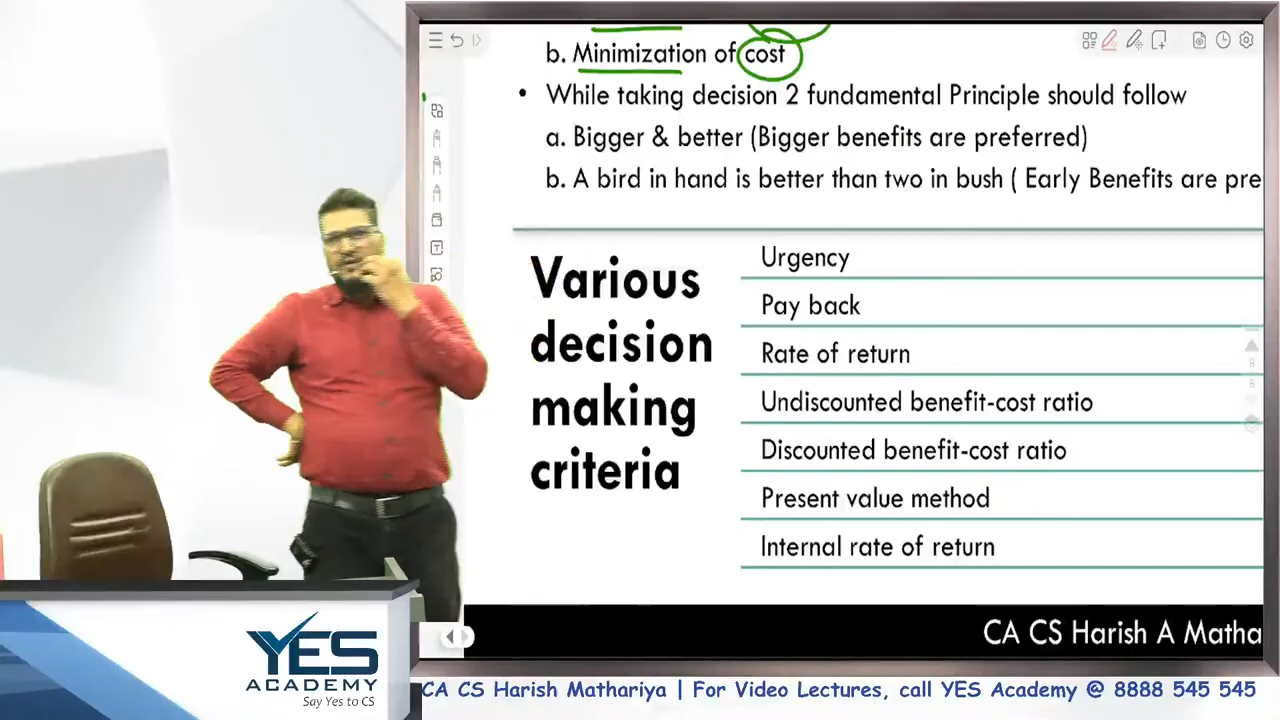 b. Minimization of cost
• While taking decision 2 fundamental Principle should follow
a. Bigger & better (Bigger benefits are preferred)
b. A bird in hand is better than two in bush ( Early Benefits are pre
Various
decision
making
criteria
Urgency
Pay back
Rate of return
Undiscounted benefit-cost ratio
Discounted benefit-cost ratio
Present value method
Internal rate of return
CA CS Harish A Matha
YES
ACADEMY
Say Yes to CS
CA CS Harish Mathariya | For Video Lectures, call YES Academy @ 8888 545 545